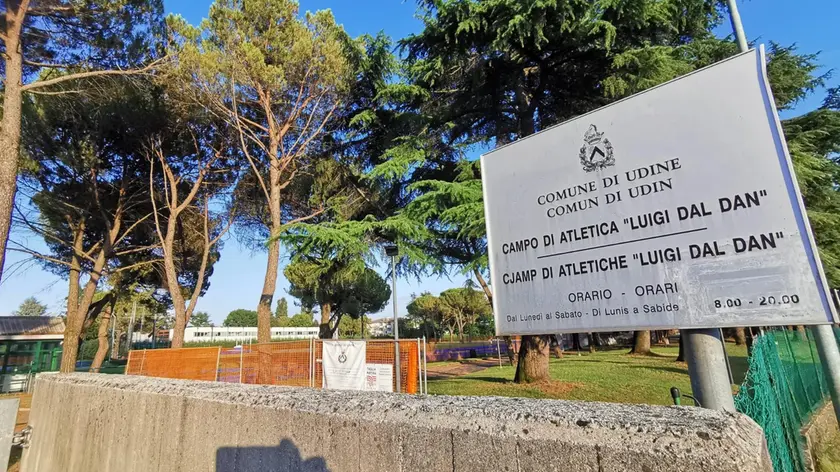 COMUNE DI UDINE
COMUN DI UDIN
CAMPO DI ATLETICA "LUIGI DAL DAN"
CJAMP DI ATLETICHE "LUIGI DAL DAN"
ORARIO - ORARI
Dal Lunedì al Sabato - Di Lunis a Sabide
8.00 - 20.00